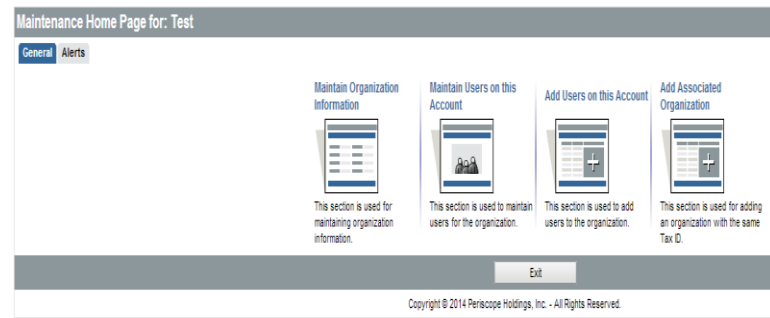 Maintenance Home Page for: Test
General Alerts
Maintain Organization
Information
This section is used for
maintaining organization
information.
Maintain Users on this
Account
This section is used to maintain
users for the organization.
Add Users on this Account
This section is used to add
users to the organization.
Add Associated
Organization
This section is used for adding
an organization with the same
Tax ID.
Exit
Copyright © 2014 Periscope Holdings, Inc. - All Rights Reserved.